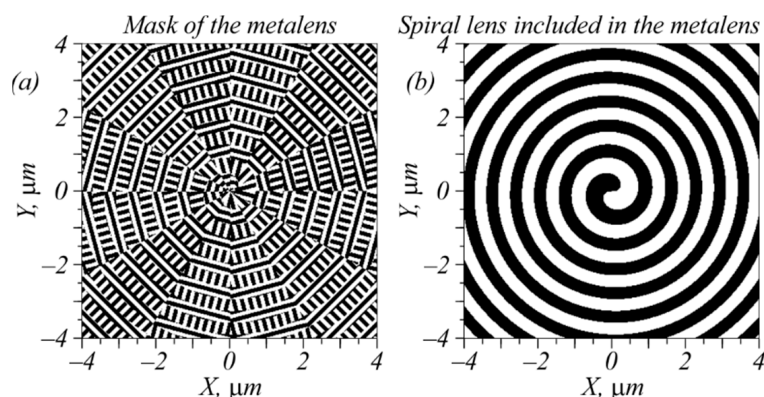 Mask of the metalens
Spiral lens included in the metalens
(a)
4
2
0
−2
−4
Y, μm
−4
−2
0
2
4
X, μm
(b)
4
2
0
−2
−4
Y, μm
−4
−2
0
2
4
X, μm